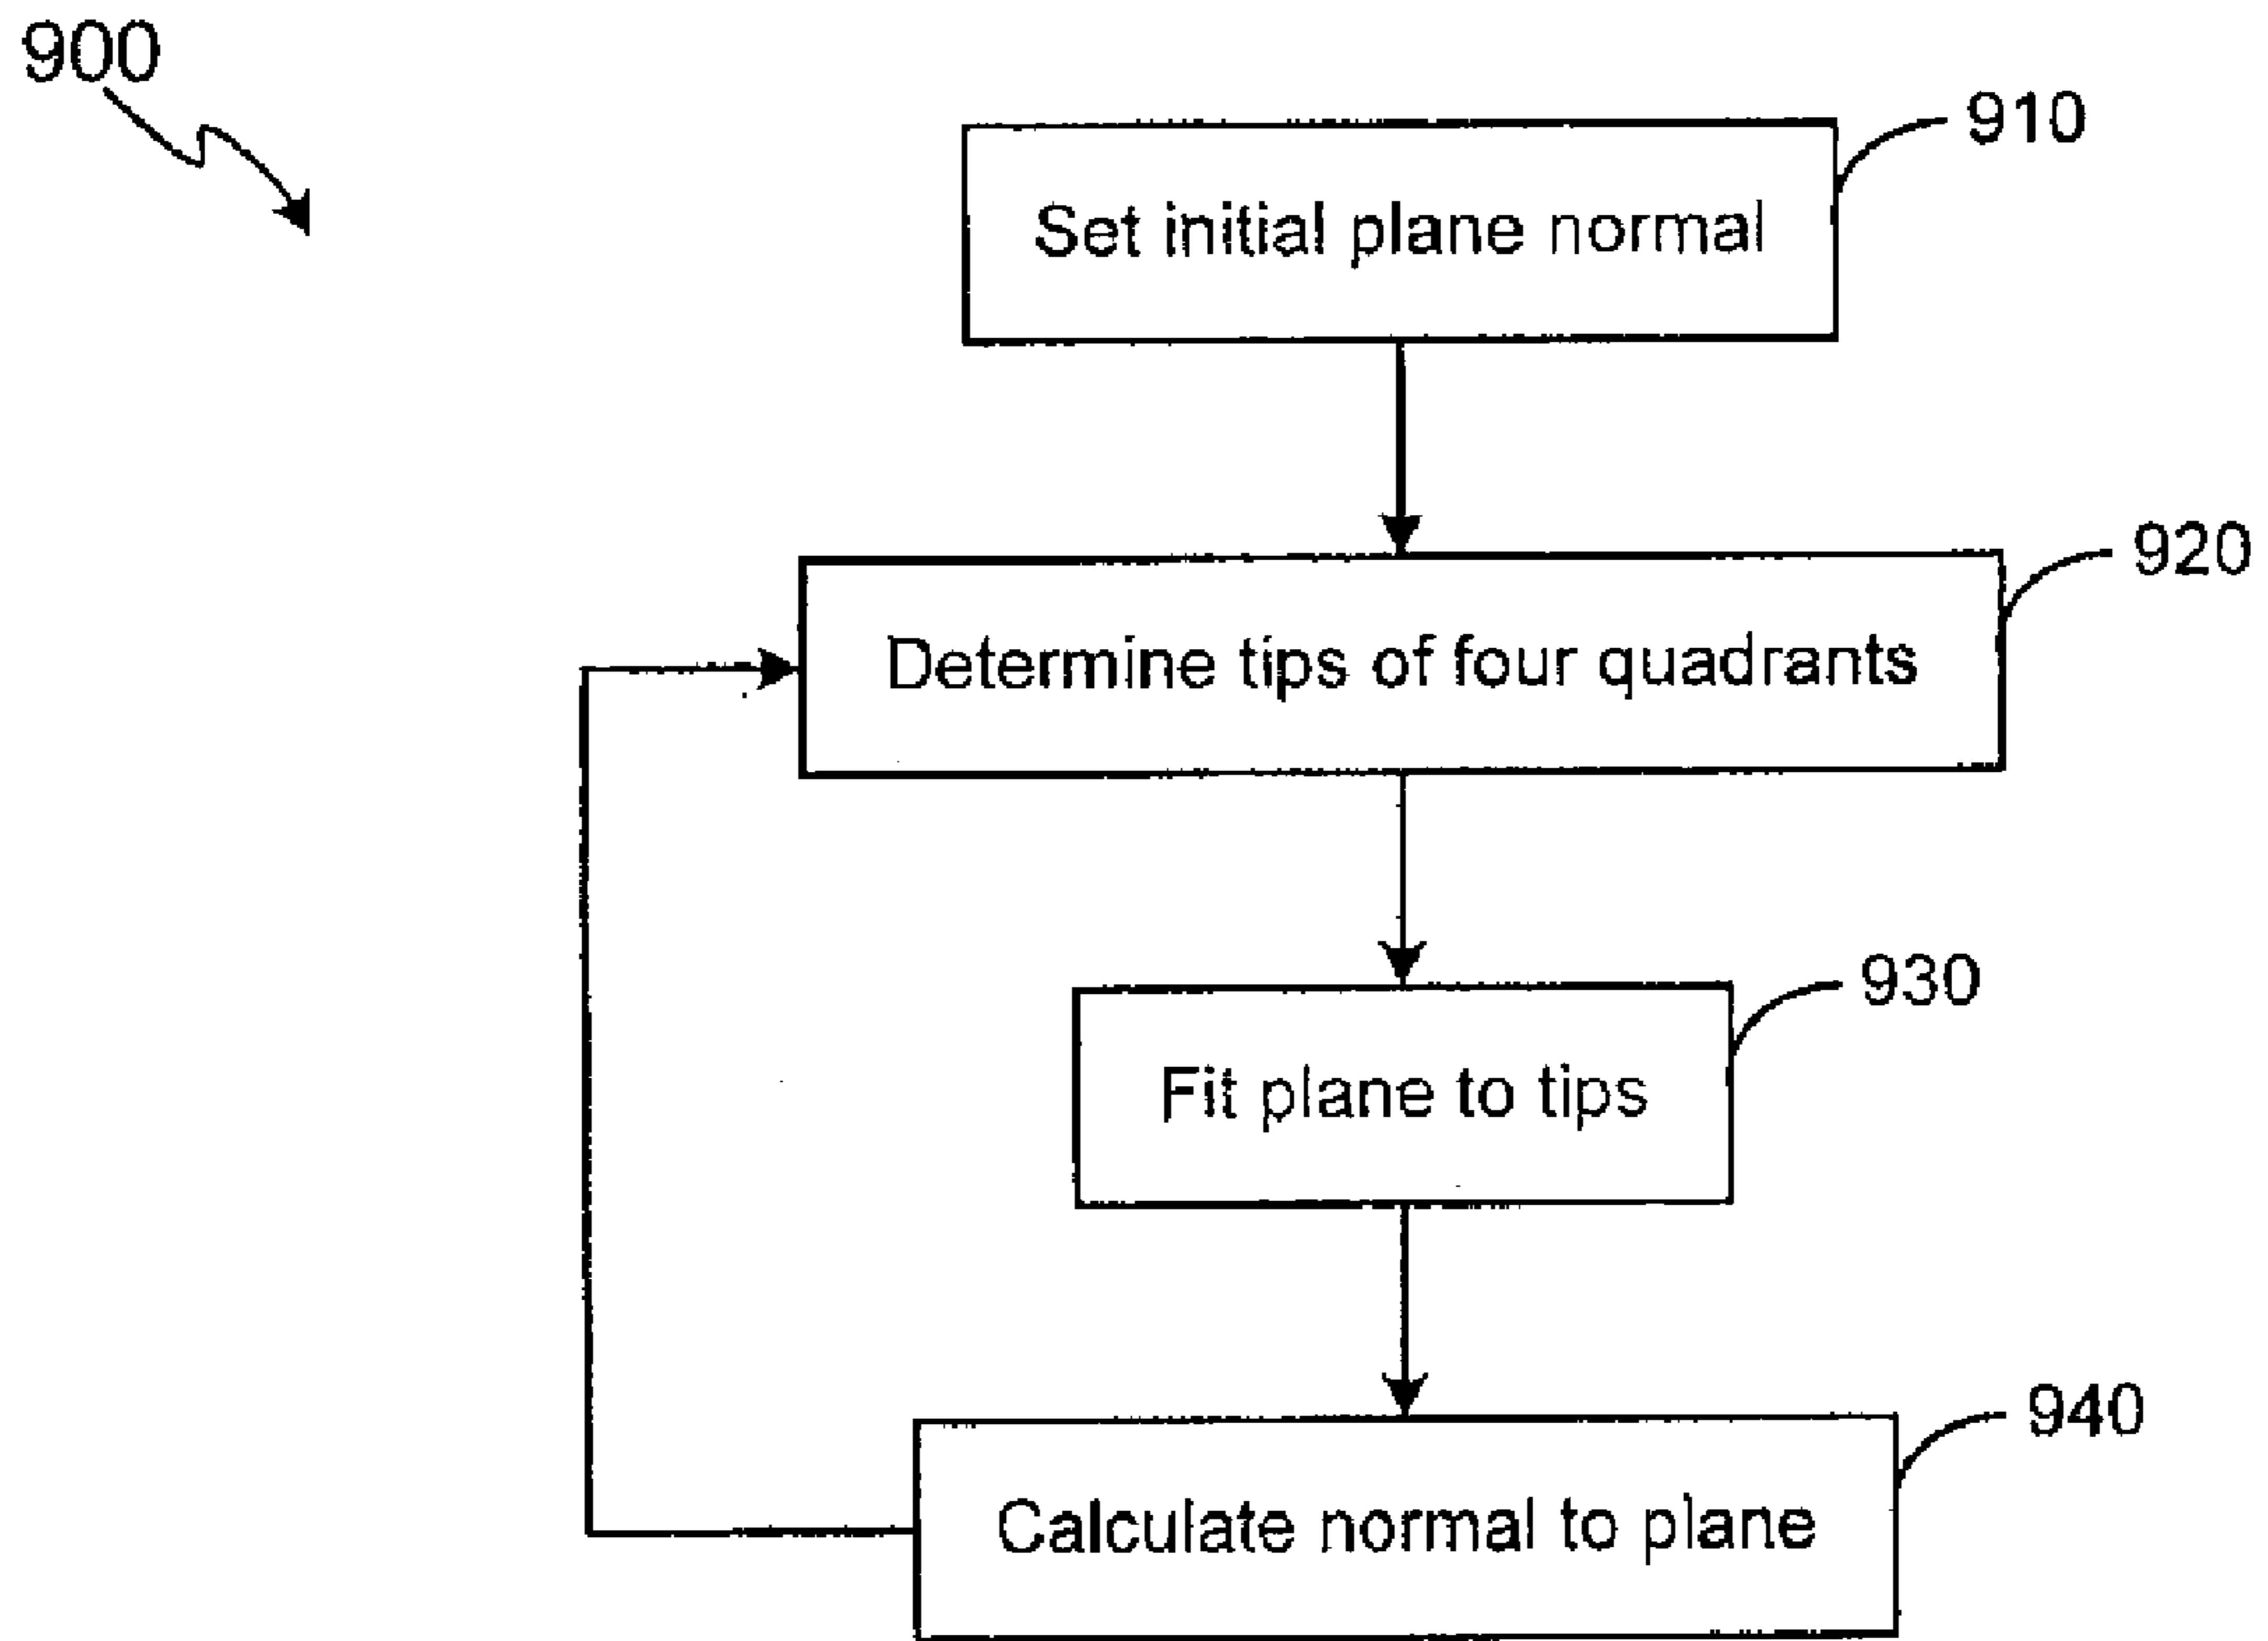 900
910
Set initial plane normal
920
Determine tips of four quadrants
930
Fit plane to tips
940
Calculate normal to plane